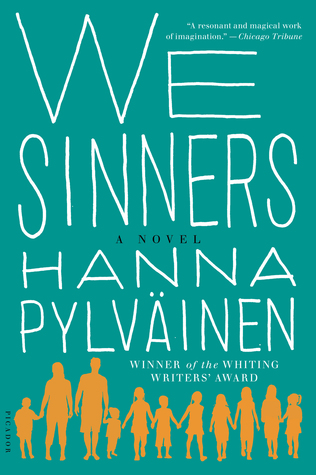 "A resonant and magical work
of imagination." —Chicago Tribune
WE
SINNERS
A NOVEL
HANNA
PYLVÄINEN
WINNER of the WHITING
WRITERS' AWARD
PICADOR